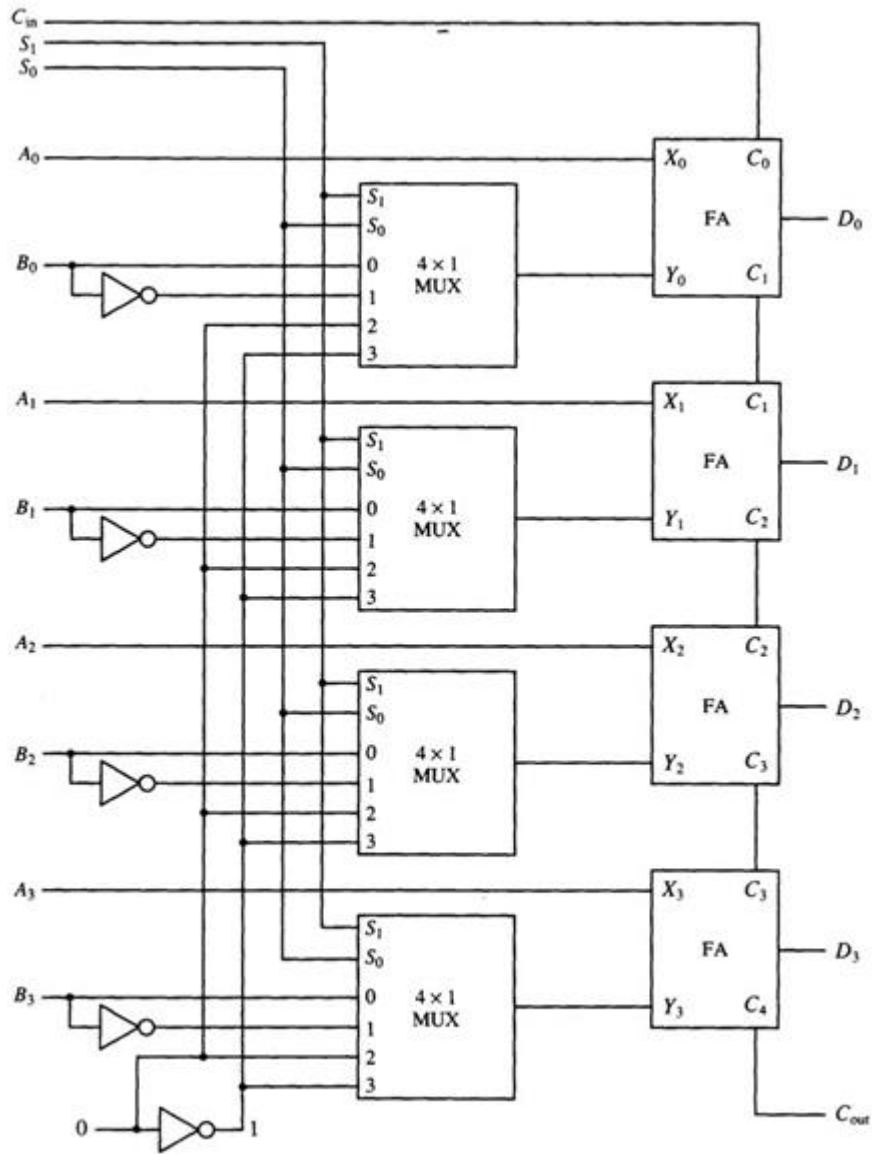 C_in
S_1
S_0
A_0 X_0 C_0
S_1
S_0 FA D_0
B_0 0 4 × 1
MUX Y_0 C_1
1
2
3
A_1 X_1 C_1
S_1
S_0 FA D_1
B_1 0 4 × 1
MUX Y_1 C_2
1
2
3
A_2 X_2 C_2
S_1
S_0 FA D_2
B_2 0 4 × 1
MUX Y_2 C_3
1
2
3
A_3 X_3 C_3
S_1
S_0 FA D_3
B_3 0 4 × 1
MUX Y_3 C_4
1
2
3
0 1 C_out